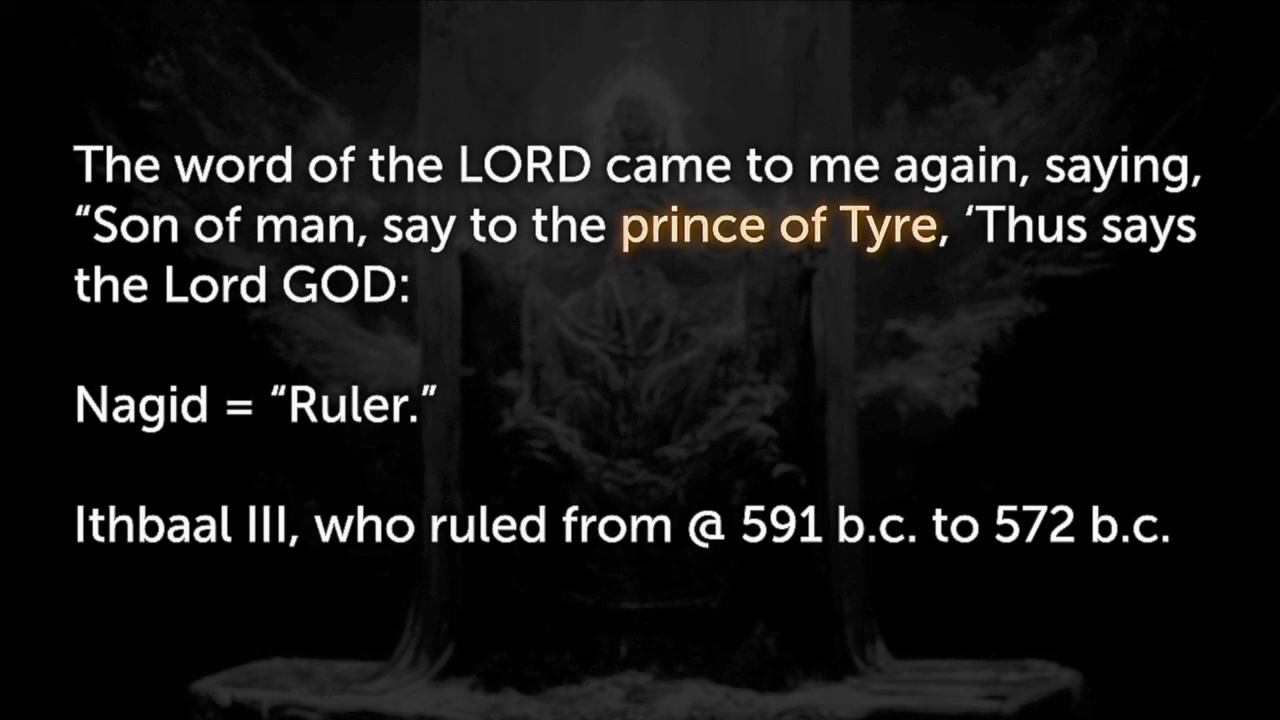 The word of the LORD came to me again, saying,
“Son of man, say to the prince of Tyre, ‘Thus says
the Lord GOD:
Nagid = “Ruler.”
Ithbaal III, who ruled from @ 591 b.c. to 572 b.c.